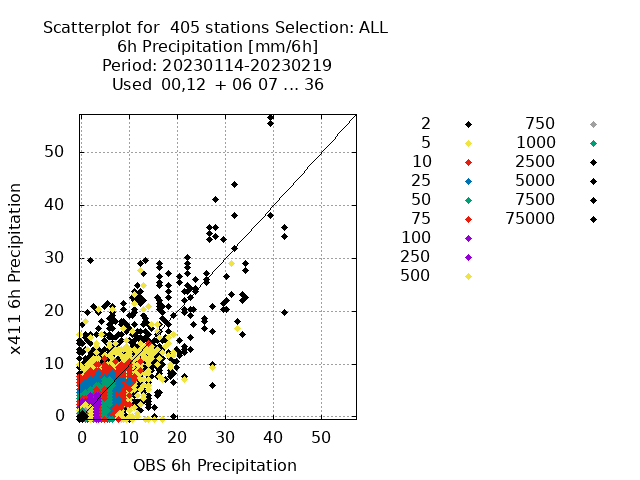 Scatterplot for  405 stations Selection: ALL
6h Precipitation [mm/6h]
Period: 20230114-20230219
Used  00,12  + 06 07 ... 36
x411 6h Precipitation
50
40
30
20
10
0
0 10 20 30 40 50
OBS 6h Precipitation
2 750
5 1000
10 2500
25 5000
50 7500
75 75000
100
250
500